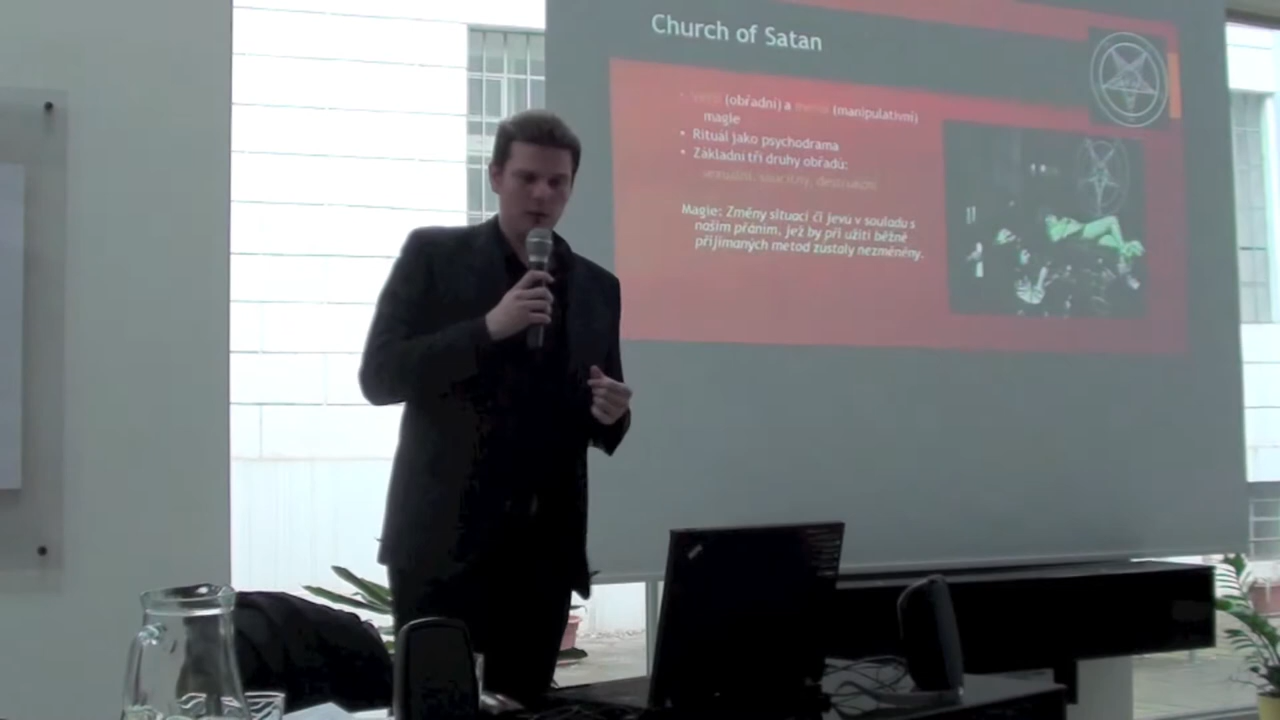 Church of Satan
(obřadní) a (manipulativní)
magie
• Rituál jako psychodrama
• Základní tři druhy obřadů:
Magie: Změny situací či jevů v souladu s
našim přáním, jež by při užití běžně
přijímaných metod zůstaly nezměněny.